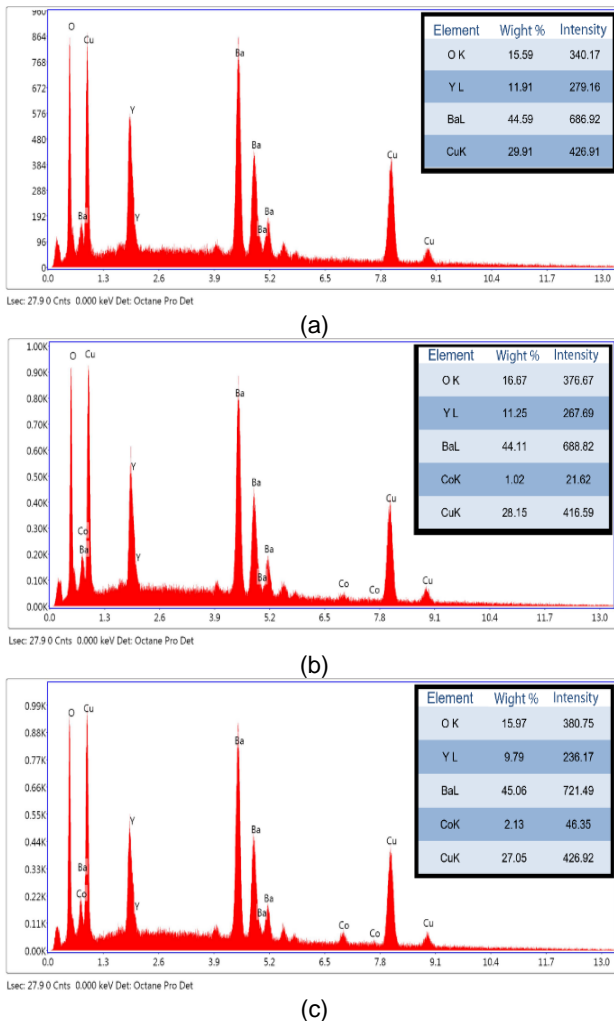 960
864
768
672
576
480
384
288
192
96
0
O
Cu
Ba
Y
Y
Ba
Ba
Ba
Ba
Cu
Cu
0.0 1.3 2.6 3.9 5.2 6.5 7.8 9.1 10.4 11.7 13.0
Element Wight % Intensity
O K 15.59 340.17
Y L 11.91 279.16
BaL 44.59 686.92
CuK 29.91 426.91
Lsec: 27.9 0 Cnts 0.000 keV Det: Octane Pro Det
(a)
1.00K
0.90K
0.80K
0.70K
0.60K
0.50K
0.40K
0.30K
0.20K
0.10K
0.00K
O
Cu
Co
Ba
Y
Y
Ba
Ba
Ba
Ba
Co
Co
Cu
Cu
0.0 1.3 2.6 3.9 5.2 6.5 7.8 9.1 10.4 11.7 13.0
Element Wight % Intensity
O K 16.67 376.67
Y L 11.25 267.69
BaL 44.11 688.82
CoK 1.02 21.62
CuK 28.15 416.59
Lsec: 27.9 0 Cnts 0.000 keV Det: Octane Pro Det
(b)
0.99K
0.88K
0.77K
0.66K
0.55K
0.44K
0.33K
0.22K
0.11K
0.00K
O
Cu
Ba
Co
Y
Y
Ba
Ba
Ba
Ba
Co
Co
Cu
Cu
0.0 1.3 2.6 3.9 5.2 6.5 7.8 9.1 10.4 11.7 13.0
Element Wight % Intensity
O K 15.97 380.75
Y L 9.79 236.17
BaL 45.06 721.49
CoK 2.13 46.35
CuK 27.05 426.92
Lsec: 27.9 0 Cnts 0.000 keV Det: Octane Pro Det
(c)